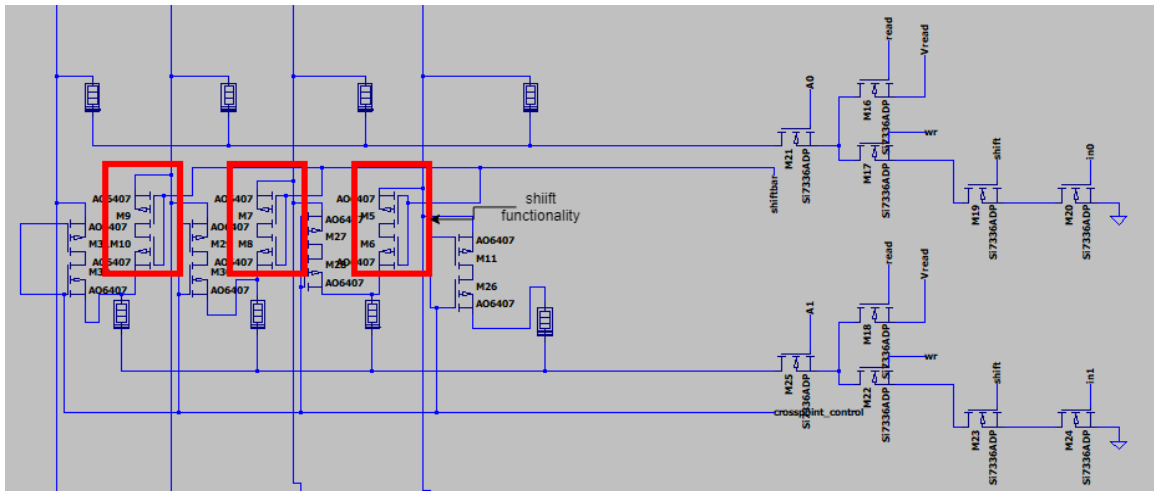 read
Vread
A0
M16
Si7336ADP
wr
M21
Si7336ADP
M17
Si7336ADP
shift
in0
M19
Si7336ADP
M20
Si7336ADP
shiftbar
AO6407
M9
AO6407
M7
AO6407
M5
shiift
functionality
AO6407
M10
AO6407
M29
AO6407
M8
AO6407
M27
M28
M6
AO6407
AO6407
M11
M26
AO6407
AO6407
AO6407
read
Vread
A1
M18
Si7336ADP
wr
M25
Si7336ADP
M22
Si7336ADP
crosspoint_control
shift
in1
M23
Si7336ADP
M24
Si7336ADP